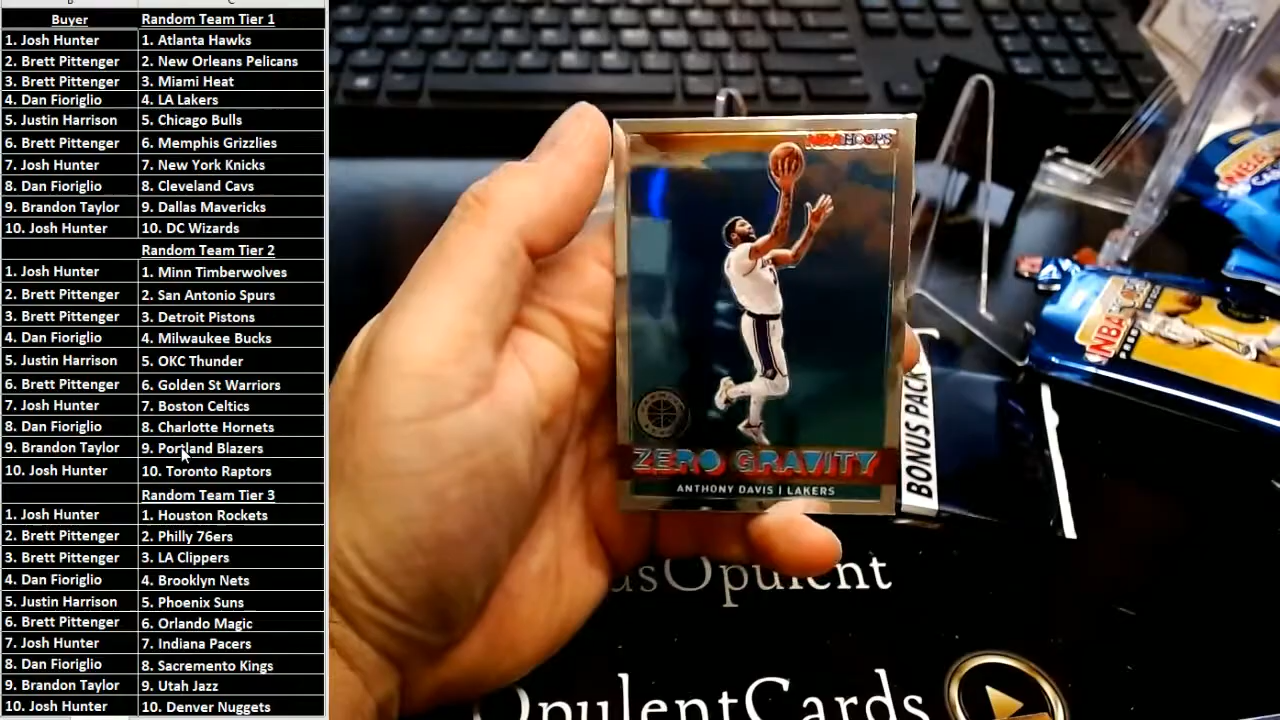 Buyer Random Team Tier 1
1. Josh Hunter 1. Atlanta Hawks
2. Brett Pittenger 2. New Orleans Pelicans
3. Brett Pittenger 3. Miami Heat
4. Dan Fioriglio 4. LA Lakers
5. Justin Harrison 5. Chicago Bulls
6. Brett Pittenger 6. Memphis Grizzlies
7. Josh Hunter 7. New York Knicks
8. Dan Fioriglio 8. Cleveland Cavs
9. Brandon Taylor 9. Dallas Mavericks
10. Josh Hunter 10. DC Wizards
Random Team Tier 2
1. Josh Hunter 1. Minn Timberwolves
2. Brett Pittenger 2. San Antonio Spurs
3. Brett Pittenger 3. Detroit Pistons
4. Dan Fioriglio 4. Milwaukee Bucks
5. Justin Harrison 5. OKC Thunder
6. Brett Pittenger 6. Golden St Warriors
7. Josh Hunter 7. Boston Celtics
8. Dan Fioriglio 8. Charlotte Hornets
9. Brandon Taylor 9. Portland Blazers
10. Josh Hunter 10. Toronto Raptors
Random Team Tier 3
1. Josh Hunter 1. Houston Rockets
2. Brett Pittenger 2. Philly 76ers
3. Brett Pittenger 3. LA Clippers
4. Dan Fioriglio 4. Brooklyn Nets
5. Justin Harrison 5. Phoenix Suns
6. Brett Pittenger 6. Orlando Magic
7. Josh Hunter 7. Indiana Pacers
8. Dan Fioriglio 8. Sacremento Kings
9. Brandon Taylor 9. Utah Jazz
10. Josh Hunter 10. Denver Nuggets
NBA HOOPS
ZERO GRAVITY
ANTHONY DAVIS | LAKERS
BONUS PACK
usOpulent
OpulentCards